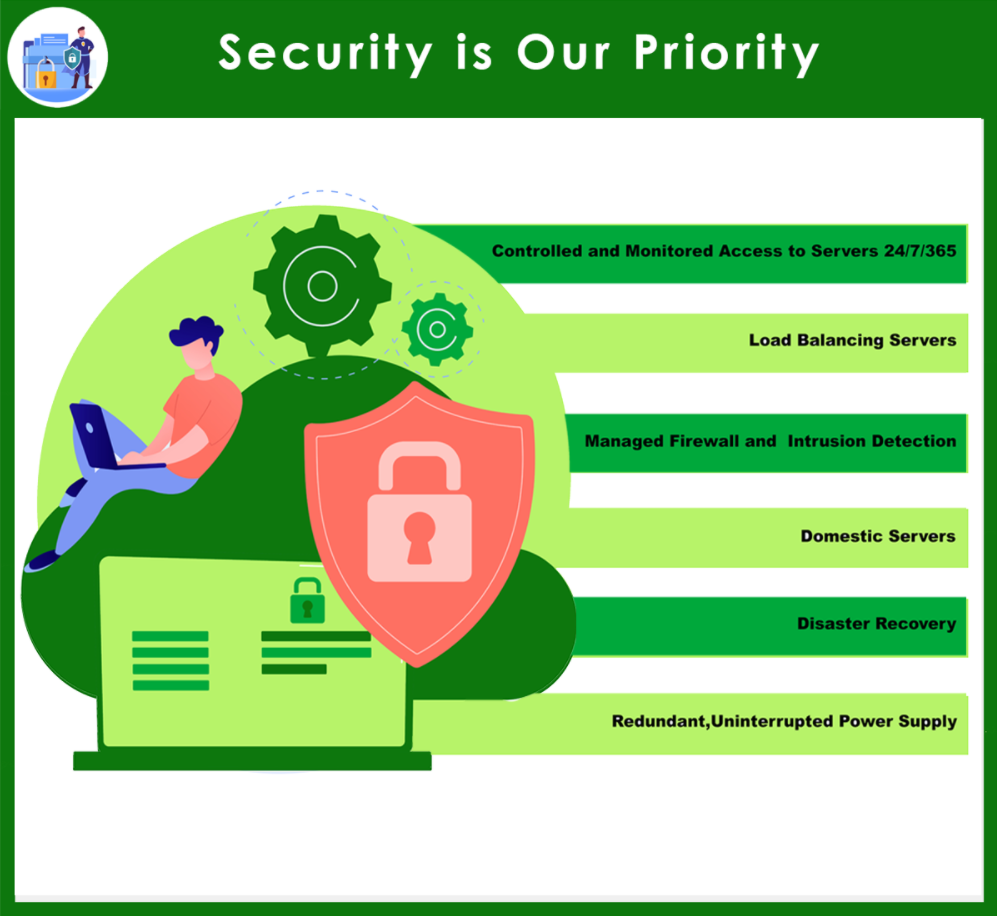 Security is Our Priority
Controlled and Monitored Access to Servers 24/7/365
Load Balancing Servers
Managed Firewall and  Intrusion Detection
Domestic Servers
Disaster Recovery
Redundant,Uninterrupted Power Supply